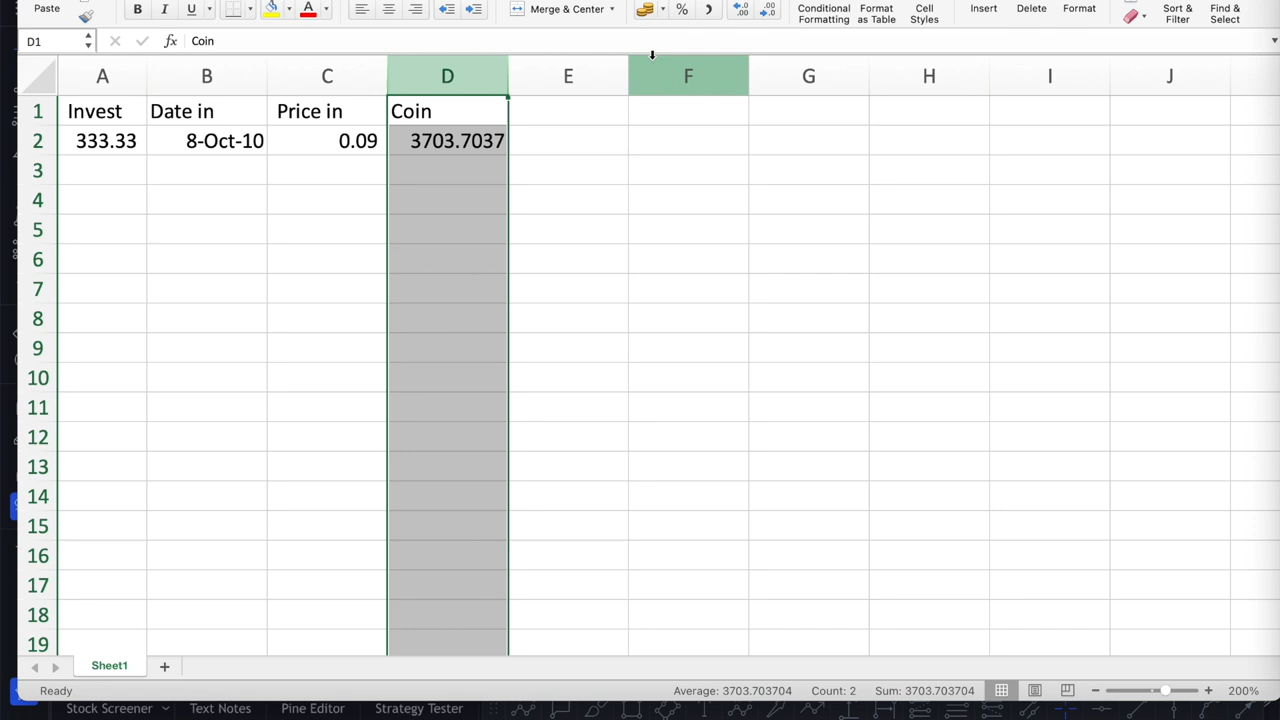 Paste
B I U
A
Merge & Center
%
Conditional Formatting
Format as Table
Cell Styles
Insert
Delete
Format
Sort & Filter
Find & Select
D1
fx
Coin
A B C D E F G H I J
1 Invest Date in Price in Coin
2 333.33 8-Oct-10 0.09 3703.7037
3
4
5
6
7
8
9
10
11
12
13
14
15
16
17
18
19
Sheet1
Ready
Average: 3703.703704 Count: 2 Sum: 3703.703704
200%
Stock Screener Text Notes Pine Editor Strategy Tester